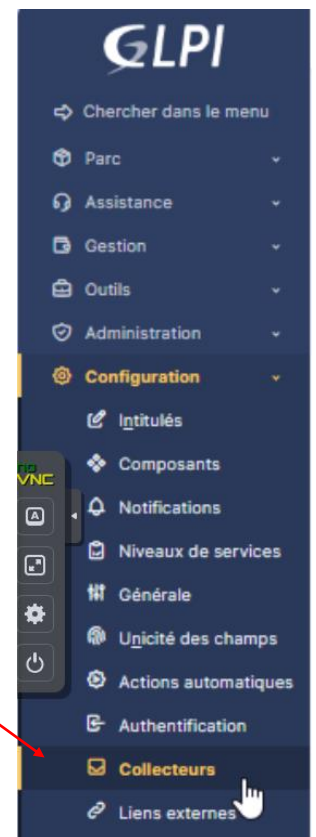 GLPI
Chercher dans le menu
Parc
Assistance
Gestion
Outils
Administration
Configuration
Intitulés
Composants
Notifications
Niveaux de services
Générale
Unicité des champs
Actions automatiques
Authentification
Collecteurs
Liens externes
no
VNC
A